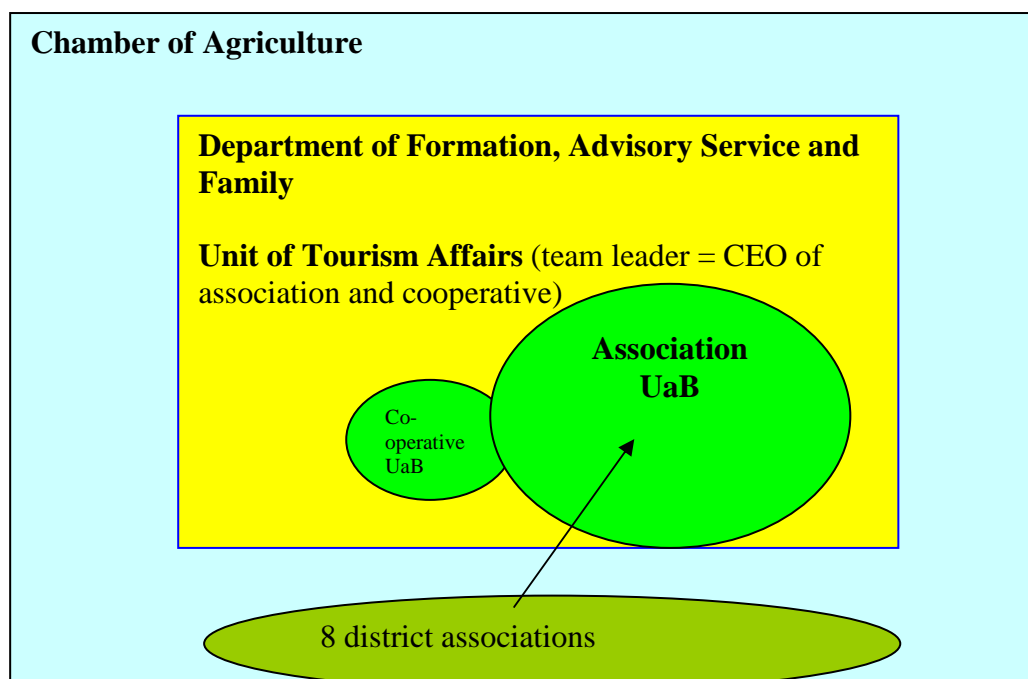 Chamber of Agriculture
Department of Formation, Advisory Service and
Family
Unit of Tourism Affairs (team leader = CEO of
association and cooperative)
Association
UaB
Co-
operative
UaB
8 district associations